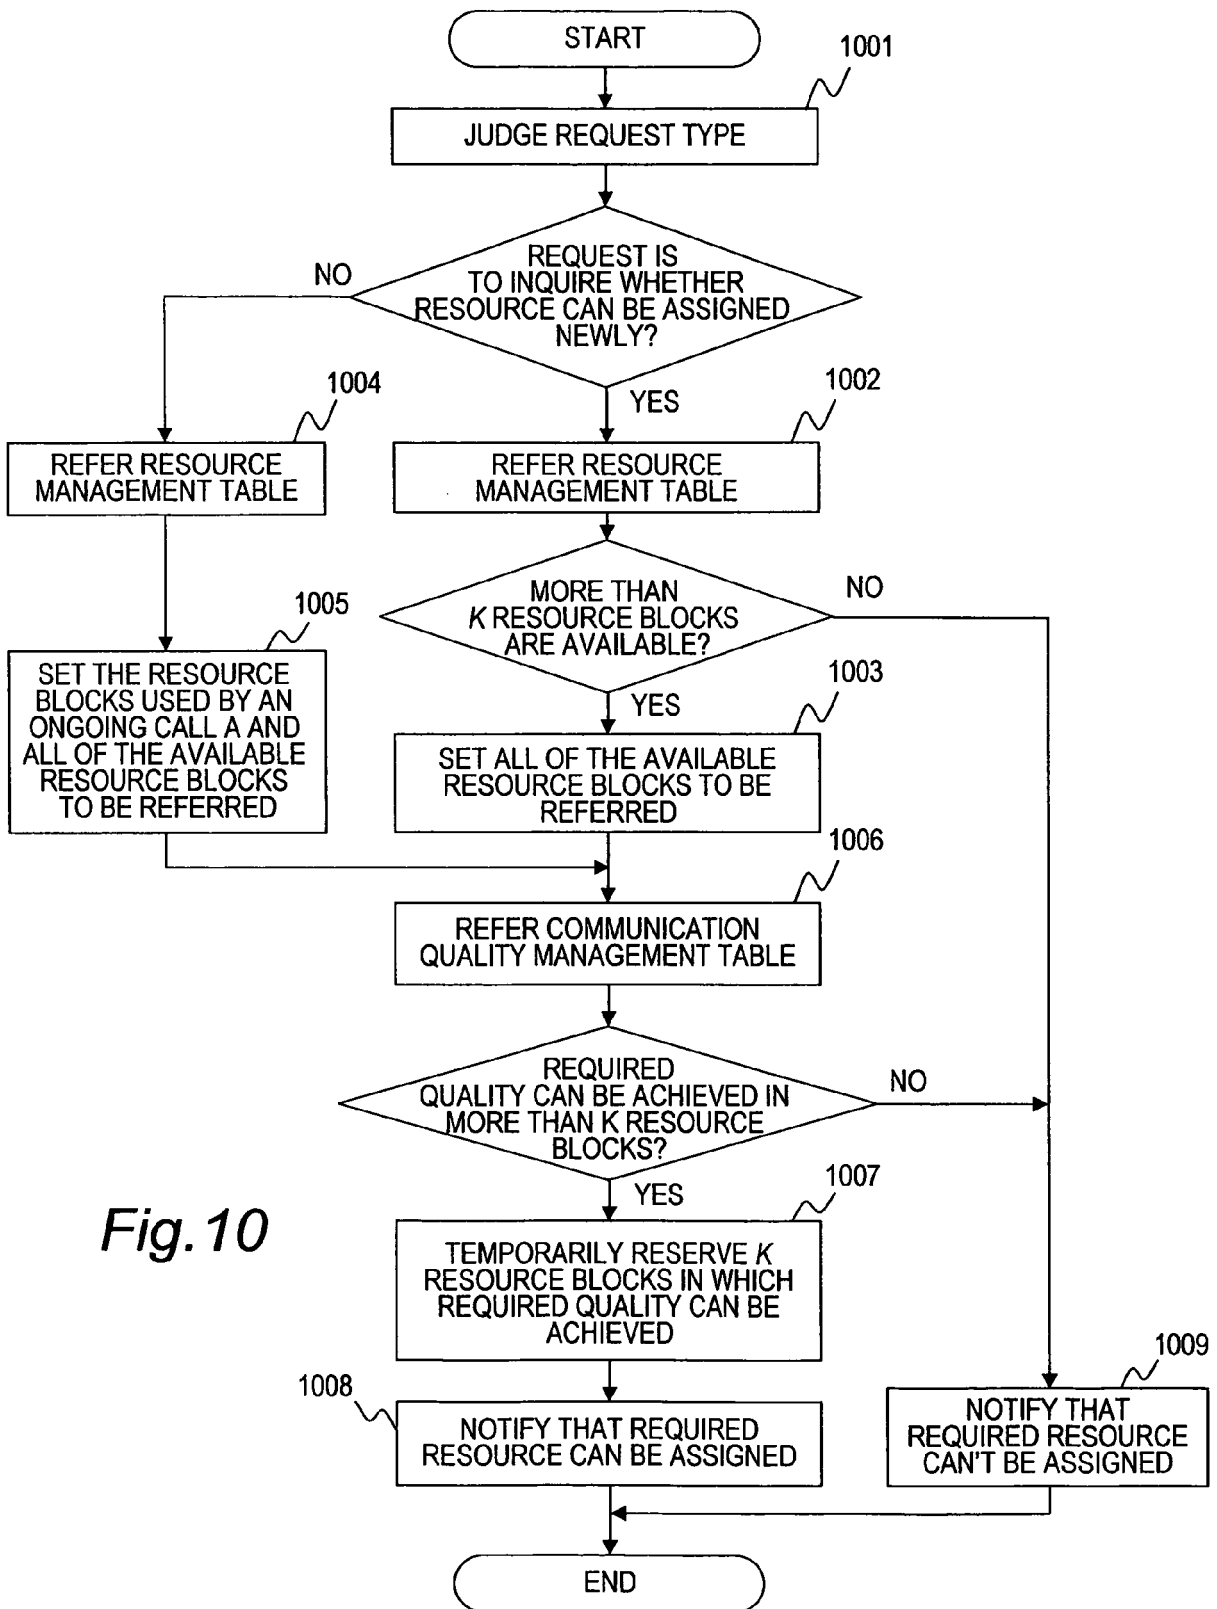 START
1001
JUDGE REQUEST TYPE
REQUEST IS
TO INQUIRE WHETHER
RESOURCE CAN BE ASSIGNED
NEWLY?
NO
YES
1004
REFER RESOURCE
MANAGEMENT TABLE
1002
REFER RESOURCE
MANAGEMENT TABLE
MORE THAN
K RESOURCE BLOCKS
ARE AVAILABLE?
NO
YES
1005
SET THE RESOURCE
BLOCKS USED BY AN
ONGOING CALL A AND
ALL OF THE AVAILABLE
RESOURCE BLOCKS
TO BE REFERRED
1003
SET ALL OF THE AVAILABLE
RESOURCE BLOCKS TO BE
REFERRED
1006
REFER COMMUNICATION
QUALITY MANAGEMENT TABLE
REQUIRED
QUALITY CAN BE ACHIEVED IN
MORE THAN K RESOURCE
BLOCKS?
NO
YES
1007
TEMPORARILY RESERVE K
RESOURCE BLOCKS IN WHICH
REQUIRED QUALITY CAN BE
ACHIEVED
Fig.10
1008
NOTIFY THAT REQUIRED
RESOURCE CAN BE ASSIGNED
1009
NOTIFY THAT
REQUIRED RESOURCE
CAN'T BE ASSIGNED
END